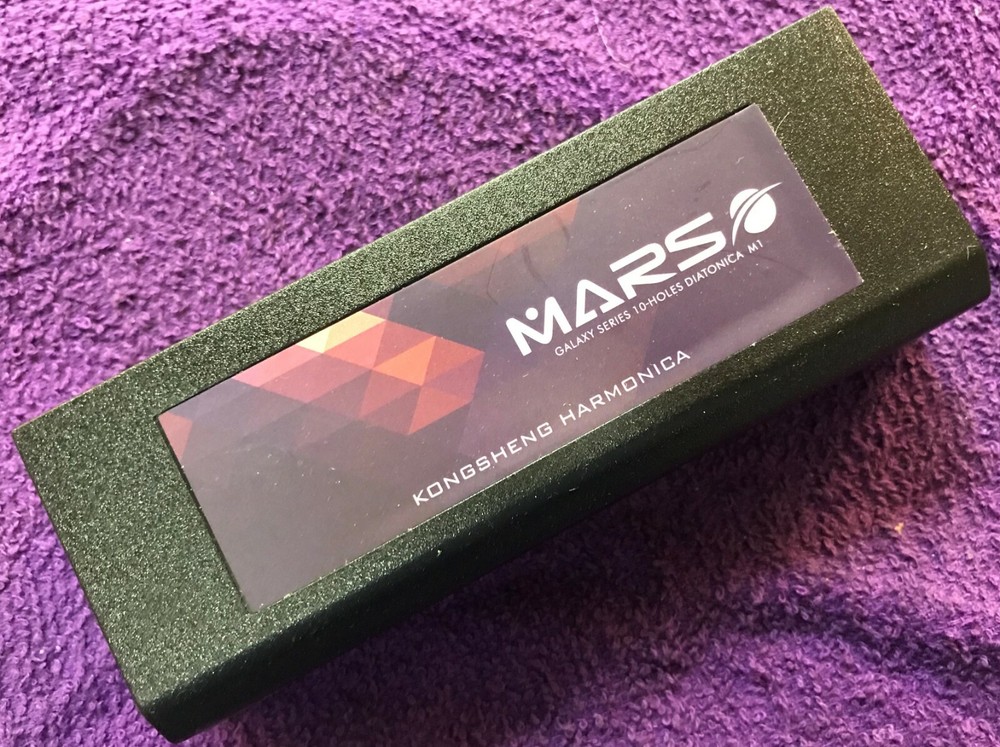 MARS
GALAXY SERIES 10-HOLES DIATONICA M1
KONGSHENG HARMONICA